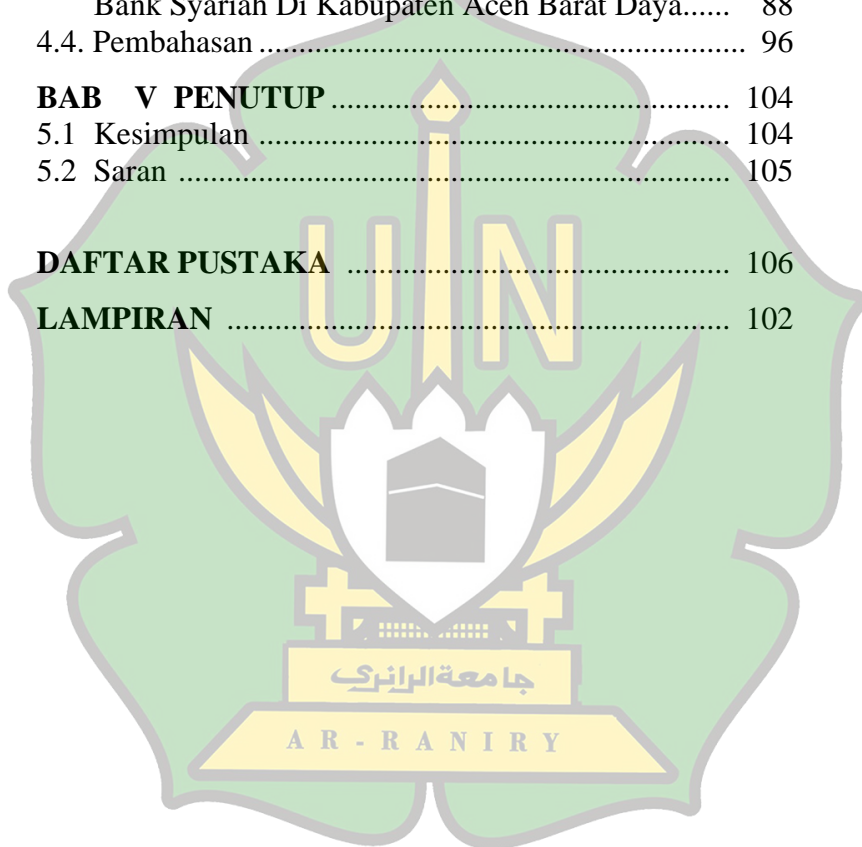 Bank Syariah Di Kabupaten Aceh Barat Daya...... 88
4.4. Pembahasan .............................................................. 96
BAB V PENUTUP ................................................... 104
5.1 Kesimpulan ............................................................ 104
5.2 Saran ...................................................................... 105
DAFTAR PUSTAKA ................................................. 106
LAMPIRAN ................................................................ 102
UIN
جامعة الرانري
AR-RANIRY